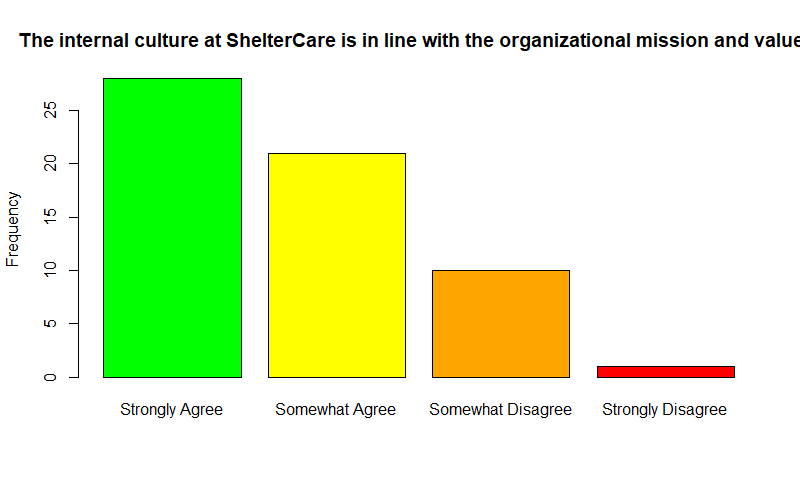 The internal culture at ShelterCare is in line with the organizational mission and value
25
20
15
10
5
0
Frequency
Strongly Agree
Somewhat Agree
Somewhat Disagree
Strongly Disagree